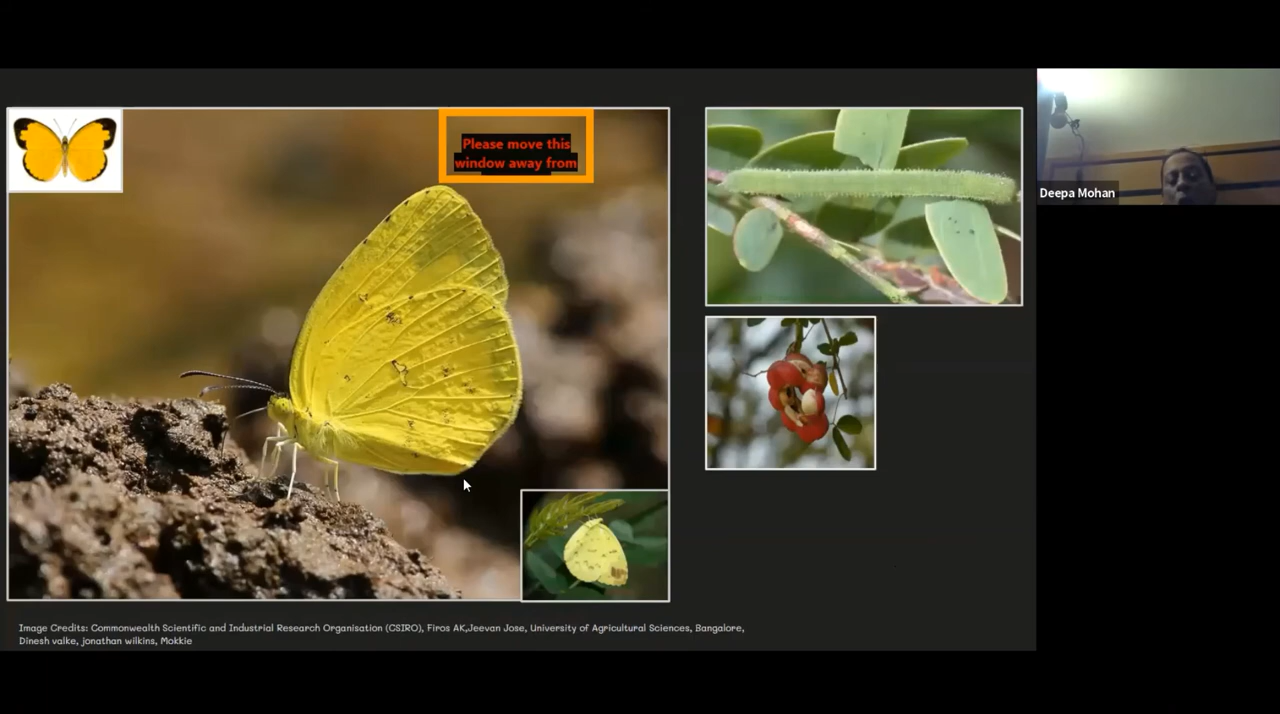 Please move this
window away from
Deepa Mohan
Image Credits: Commonwealth Scientific and Industrial Research Organisation (CSIRO), Firos AK,Jeevan Jose, University of Agricultural Sciences, Bangalore,
Dinesh valke, jonathan wilkins, Mokkie